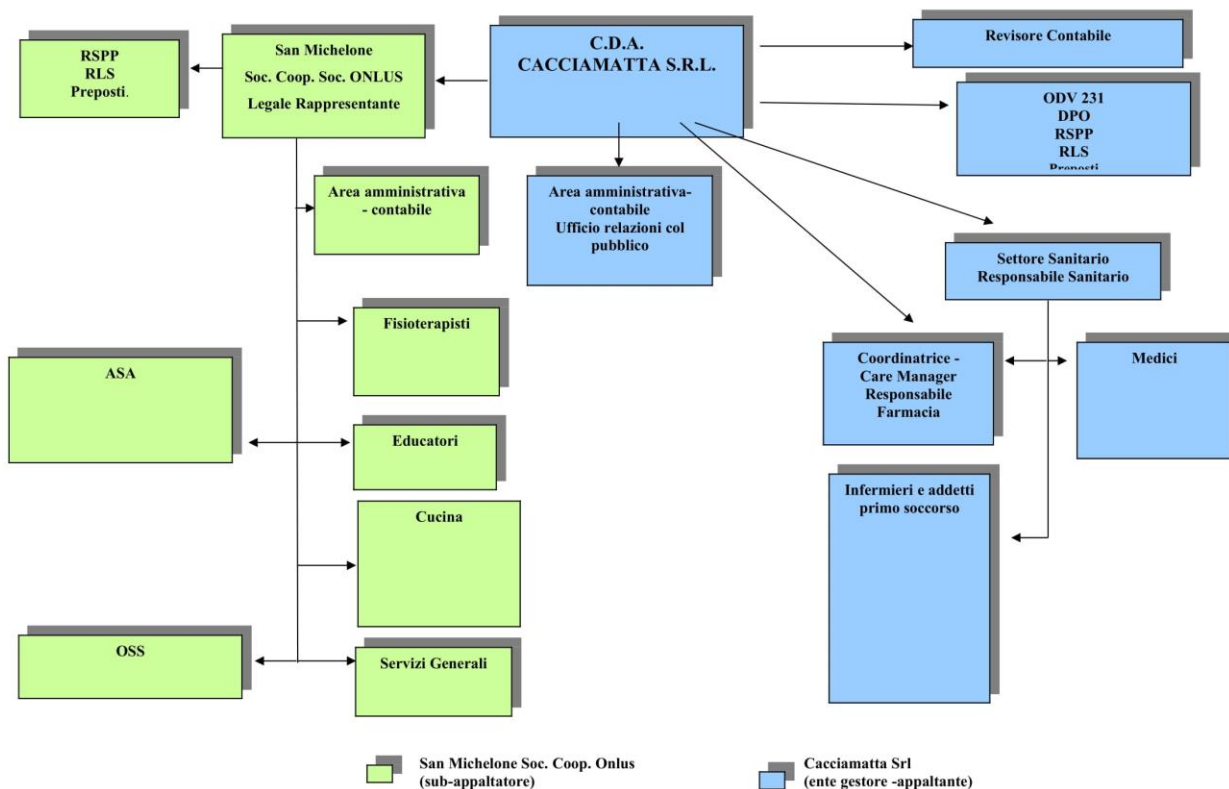 RSPP
RLS
Preposti.
San Michelone
Soc. Coop. Soc. ONLUS
Legale Rappresentante
C.D.A.
CACCIAMATTA S.R.L.
Revisore Contabile
ODV 231
DPO
RSPP
RLS
Preposti
Area amministrativa
- contabile
Area amministrativa-
contabile
Ufficio relazioni col
pubblico
Settore Sanitario
Responsabile Sanitario
Fisioterapisti
Coordinatrice -
Care Manager
Responsabile
Farmacia
Medici
ASA
Educatori
Infermieri e addetti
primo soccorso
Cucina
OSS
Servizi Generali
San Michelone Soc. Coop. Onlus
(sub-appaltatore)
Cacciamatta Srl
(ente gestore -appaltante)